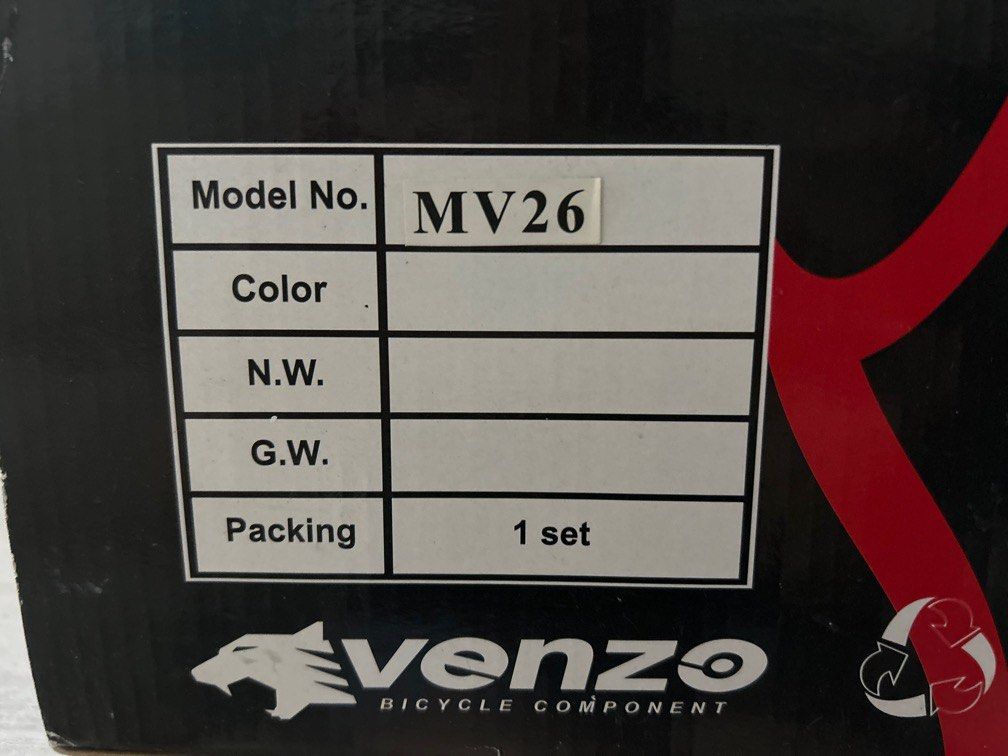 Model No. MV26
Color
N.W.
G.W.
Packing 1 set
venzo
BICYCLE COMPONENT